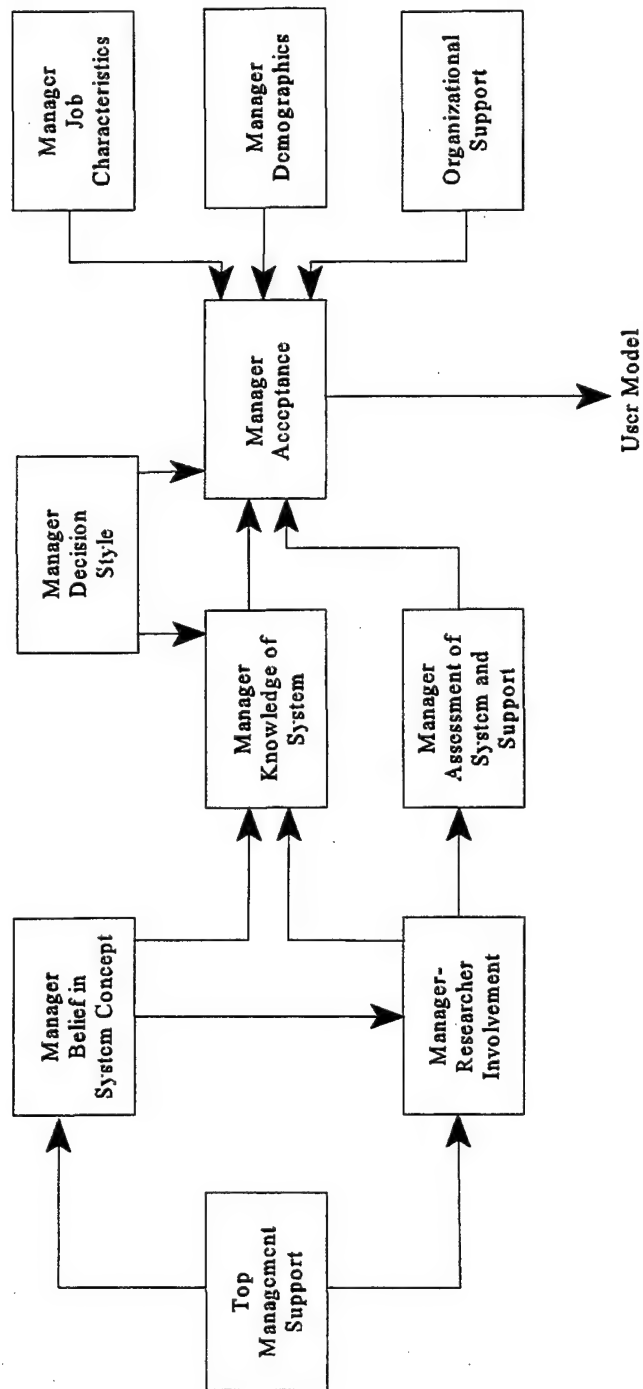 Top
Management
Support
Manager
Belief in
System Concept
Manager-
Researcher
Involvement
Manager
Knowledge of
System
Manager
Assessment of
System and
Support
Manager
Decision
Style
Manager
Acceptance
Manager
Job
Characteristics
Manager
Demographics
Organizational
Support
User Model